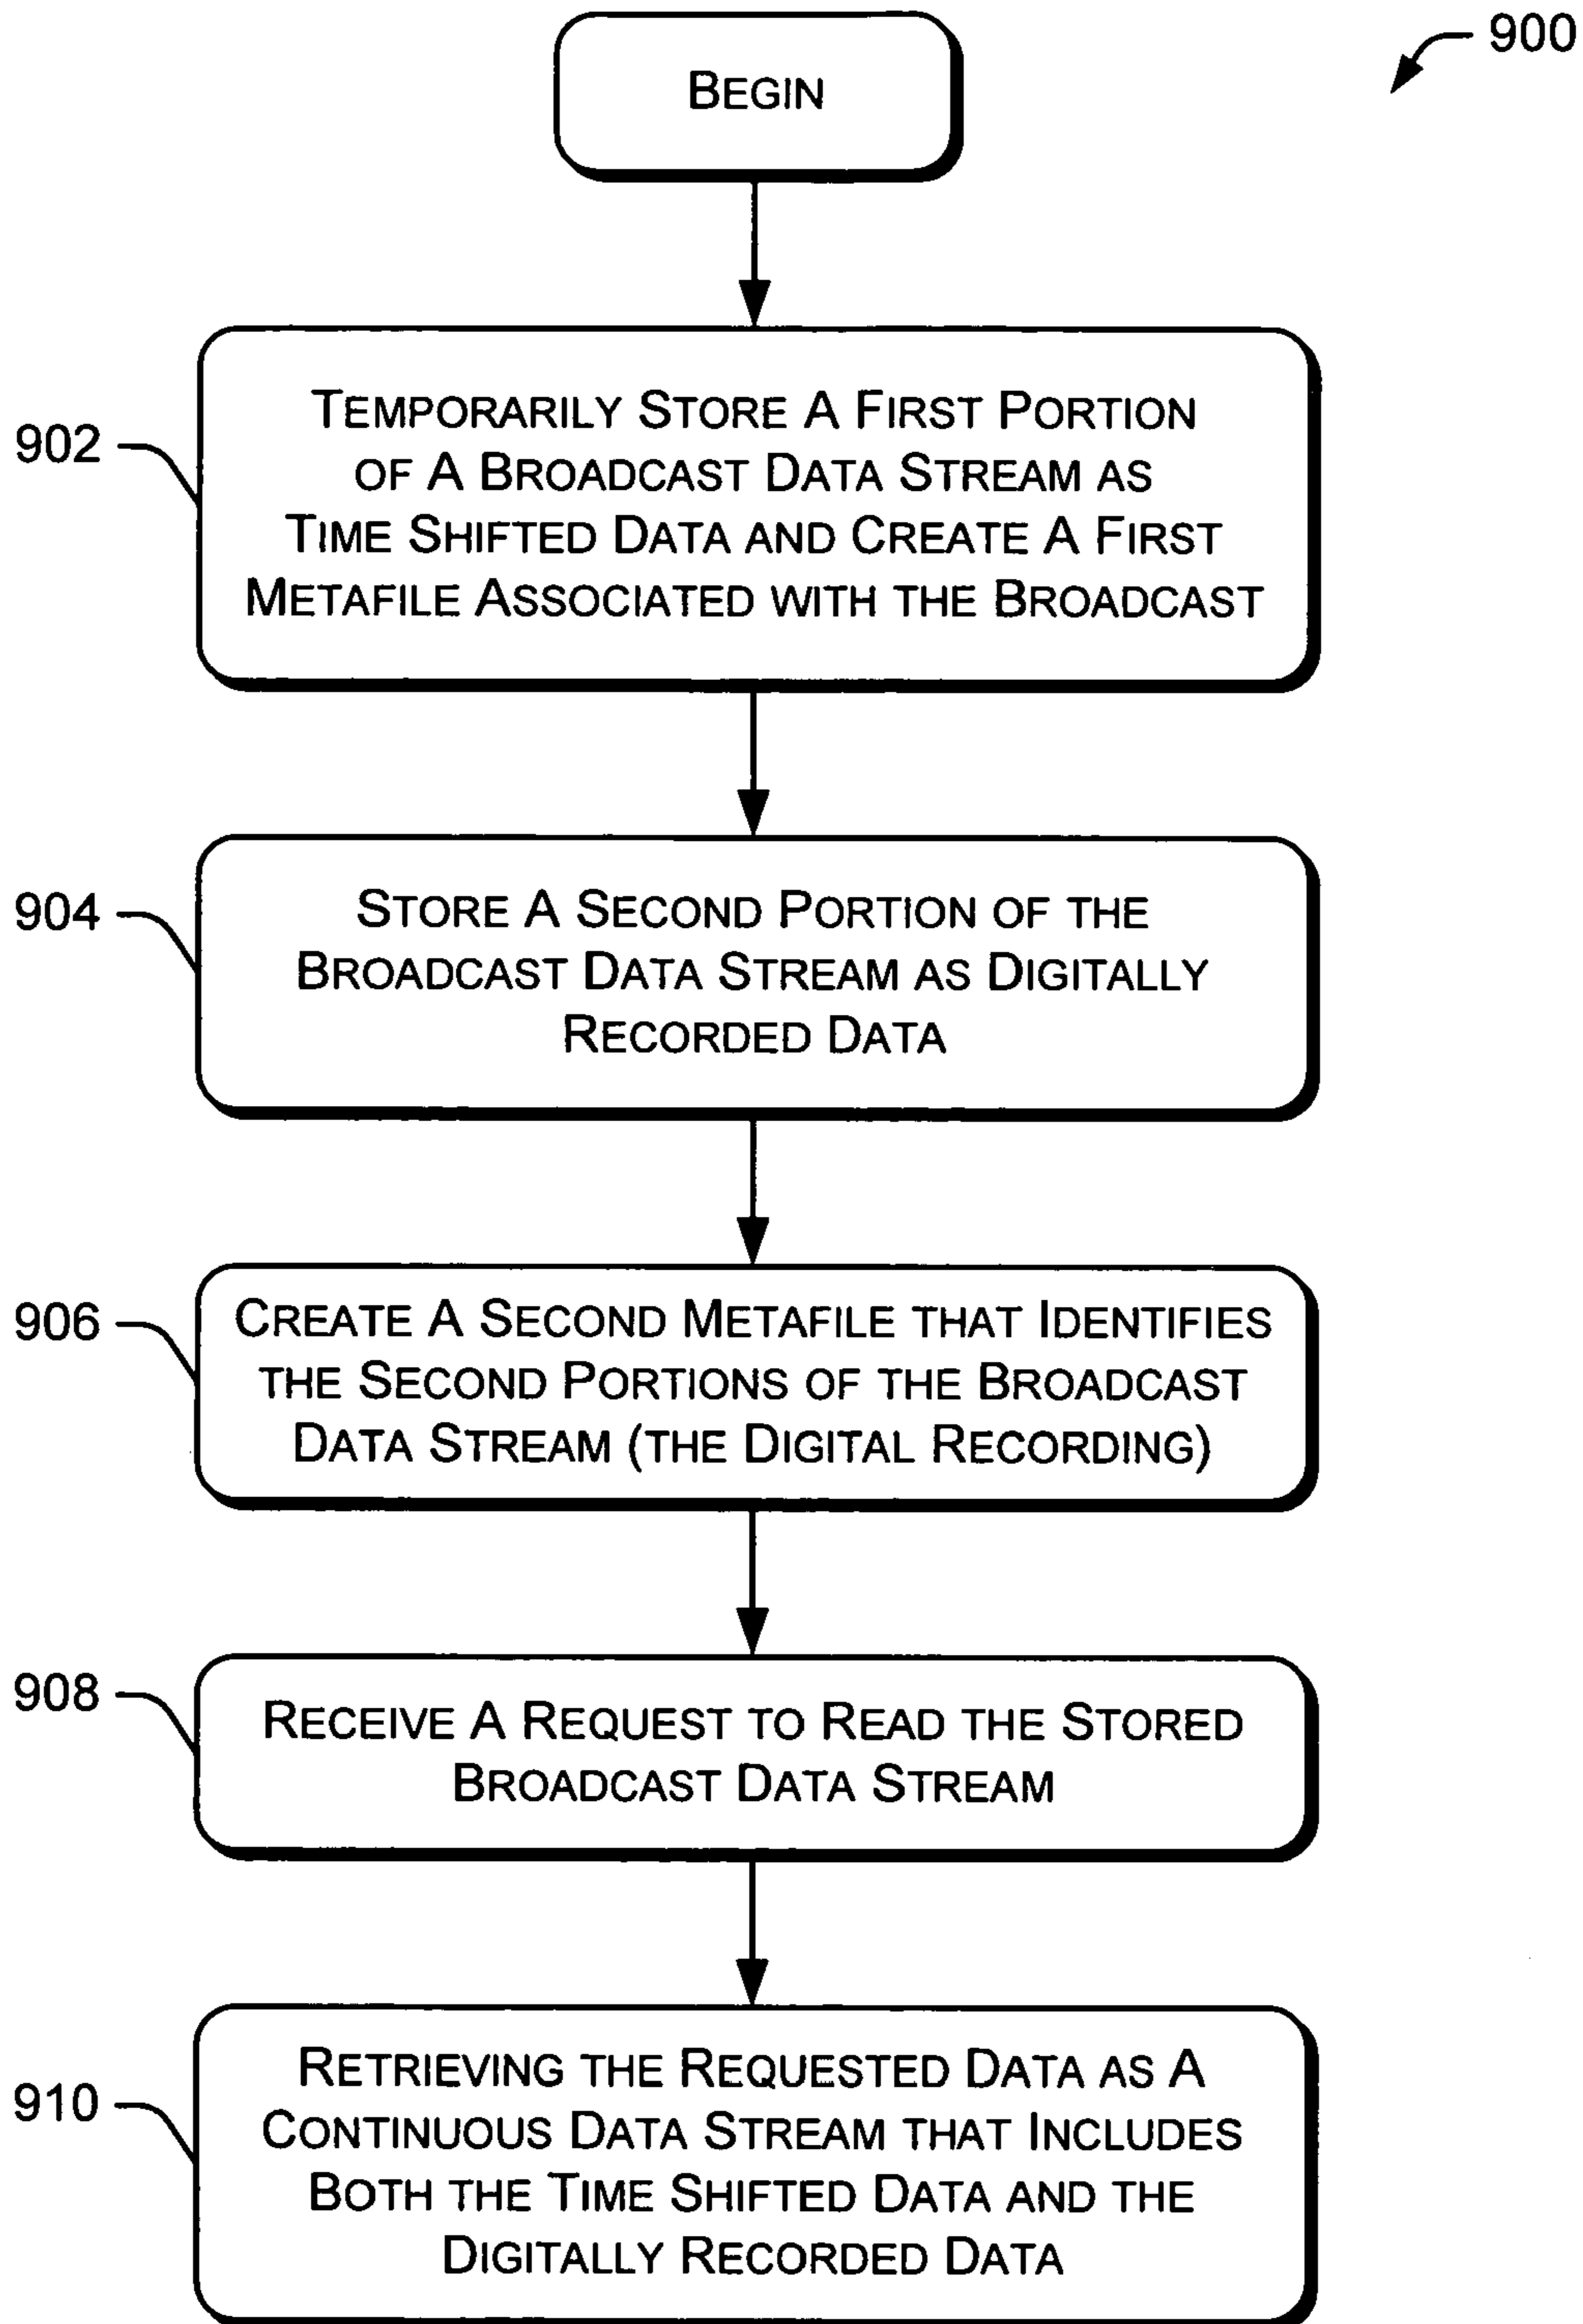 900
BEGIN
902
TEMPORARILY STORE A FIRST PORTION
OF A BROADCAST DATA STREAM AS
TIME SHIFTED DATA AND CREATE A FIRST
METAFILE ASSOCIATED WITH THE BROADCAST
904
STORE A SECOND PORTION OF THE
BROADCAST DATA STREAM AS DIGITALLY
RECORDED DATA
906
CREATE A SECOND METAFILE THAT IDENTIFIES
THE SECOND PORTIONS OF THE BROADCAST
DATA STREAM (THE DIGITAL RECORDING)
908
RECEIVE A REQUEST TO READ THE STORED
BROADCAST DATA STREAM
910
RETRIEVING THE REQUESTED DATA AS A
CONTINUOUS DATA STREAM THAT INCLUDES
BOTH THE TIME SHIFTED DATA AND THE
DIGITALLY RECORDED DATA